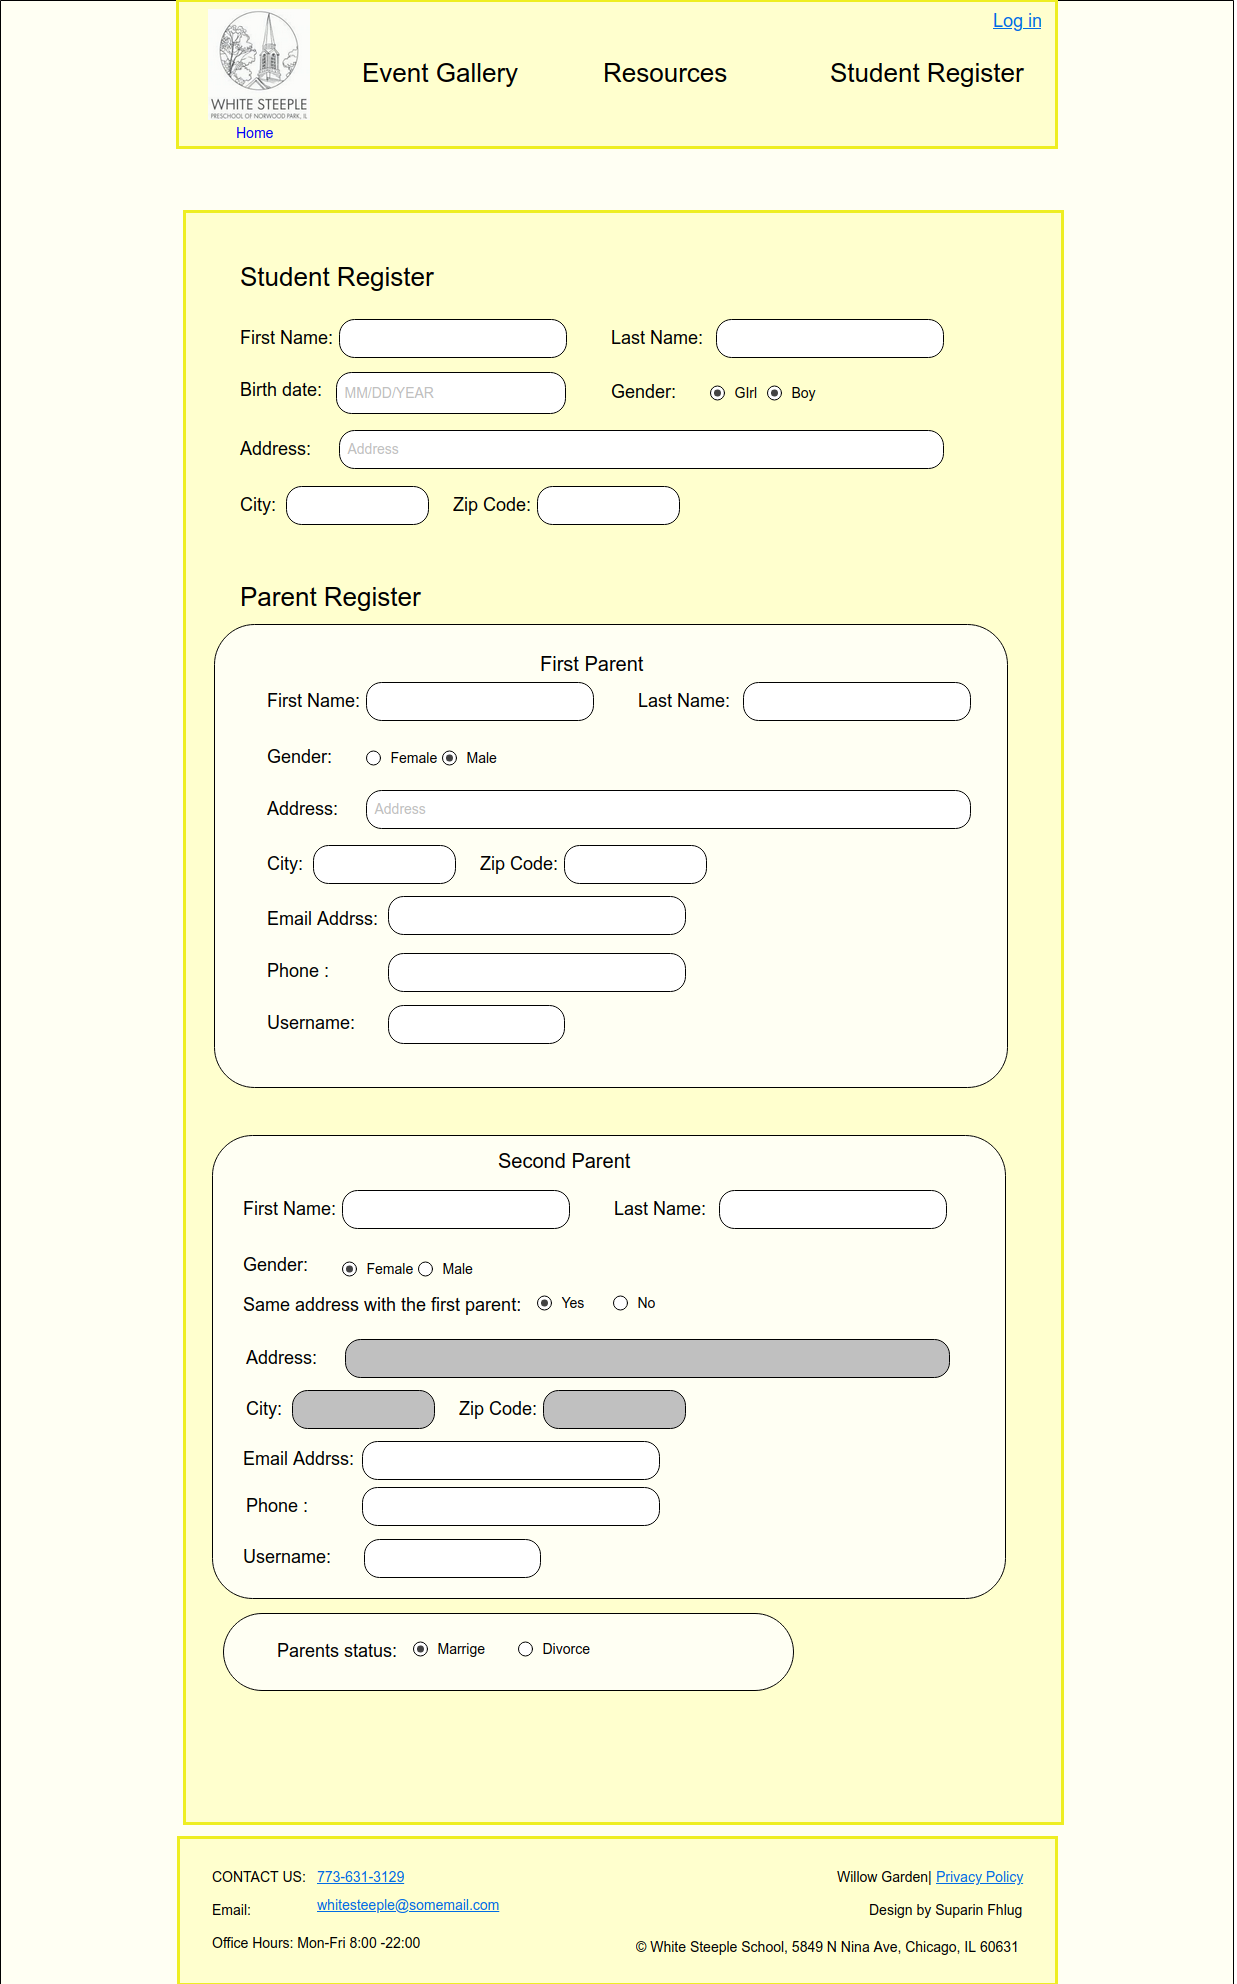 Log in
WHITE STEEPLE
PRESCHOOL OF NORWOOD PARK, IL
Home
Event Gallery Resources Student Register
Student Register
First Name: Last Name:
Birth date: MM/DD/YEAR Gender: GIrl Boy
Address: Address
City: Zip Code:
Parent Register
First Parent
First Name: Last Name:
Gender: Female Male
Address: Address
City: Zip Code:
Email Addrss:
Phone :
Username:
Second Parent
First Name: Last Name:
Gender: Female Male
Same address with the first parent: Yes No
Address:
City: Zip Code:
Email Addrss:
Phone :
Username:
Parents status: Marrige Divorce
CONTACT US: 773-631-3129 Willow Garden| Privacy Policy
Email: whitesteeple@somemail.com Design by Suparin Fhlug
Office Hours: Mon-Fri 8:00 -22:00 © White Steeple School, 5849 N Nina Ave, Chicago, IL 60631